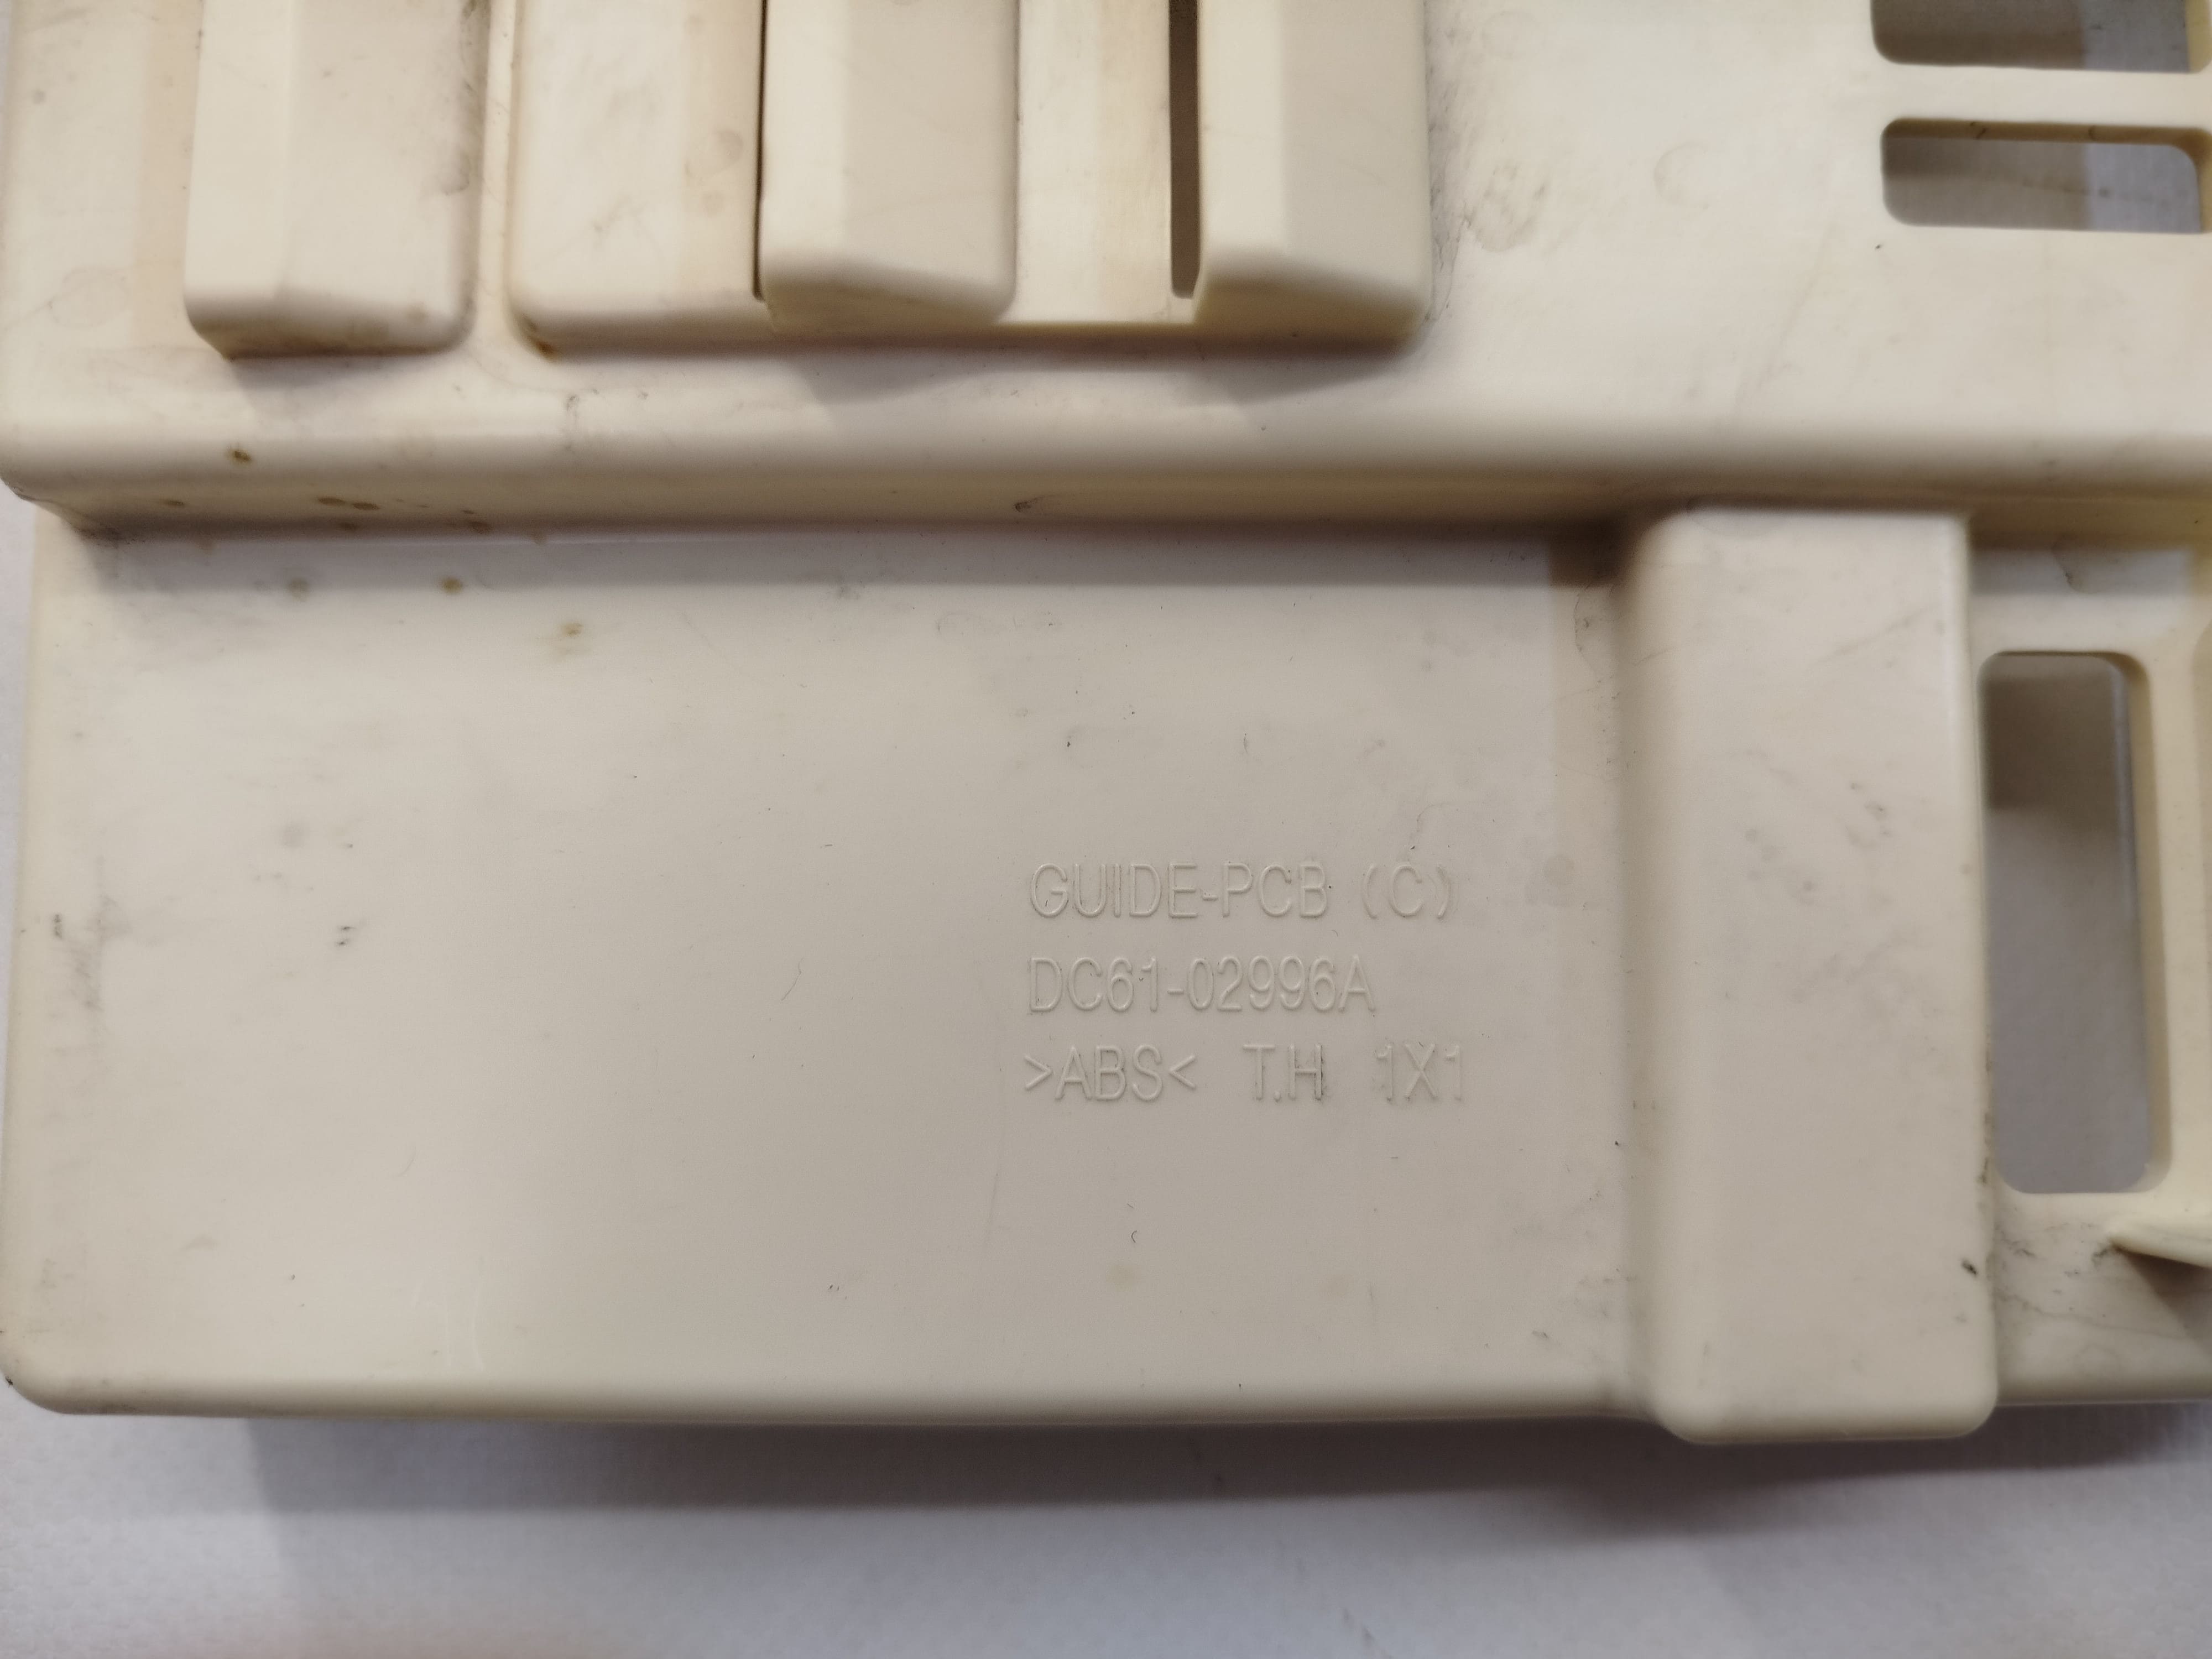 GUIDE-PCB (C)
DC61-02996A
>ABS< T.H 1X1